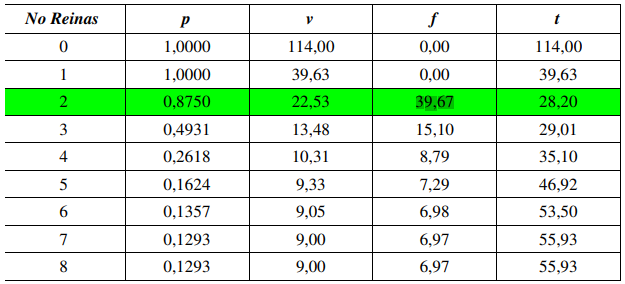 No Reinas p v f t
0 1,0000 114,00 0,00 114,00
1 1,0000 39,63 0,00 39,63
2 0,8750 22,53 39,67 28,20
3 0,4931 13,48 15,10 29,01
4 0,2618 10,31 8,79 35,10
5 0,1624 9,33 7,29 46,92
6 0,1357 9,05 6,98 53,50
7 0,1293 9,00 6,97 55,93
8 0,1293 9,00 6,97 55,93